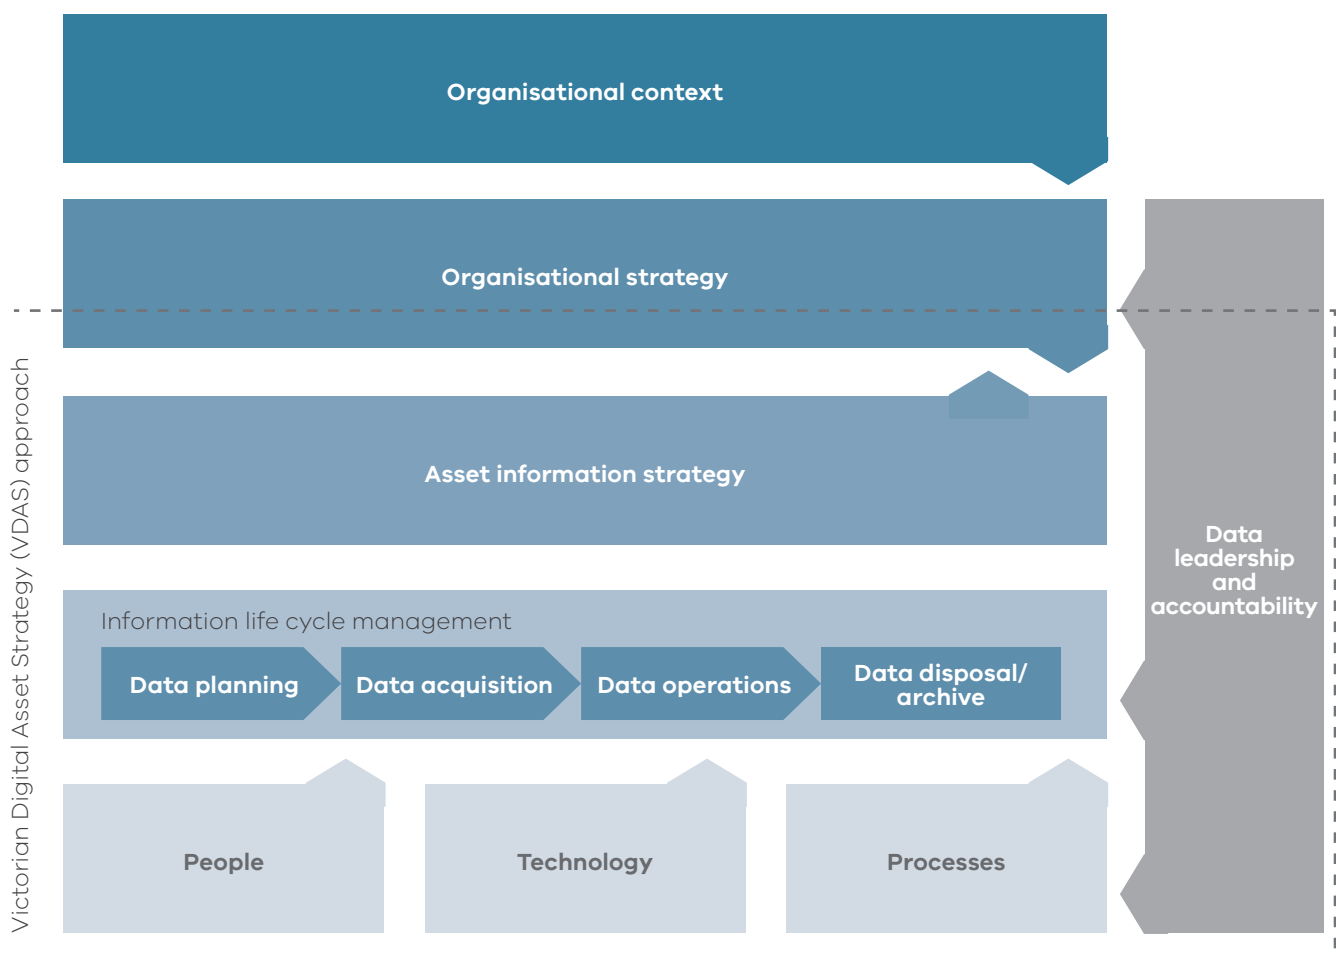 Organisational context
Organisational strategy
Asset information strategy
Information life cycle management
Data planning
Data acquisition
Data operations
Data disposal/
archive
People
Technology
Processes
Data
leadership
and
accountability
Victorian Digital Asset Strategy (VDAS) approach